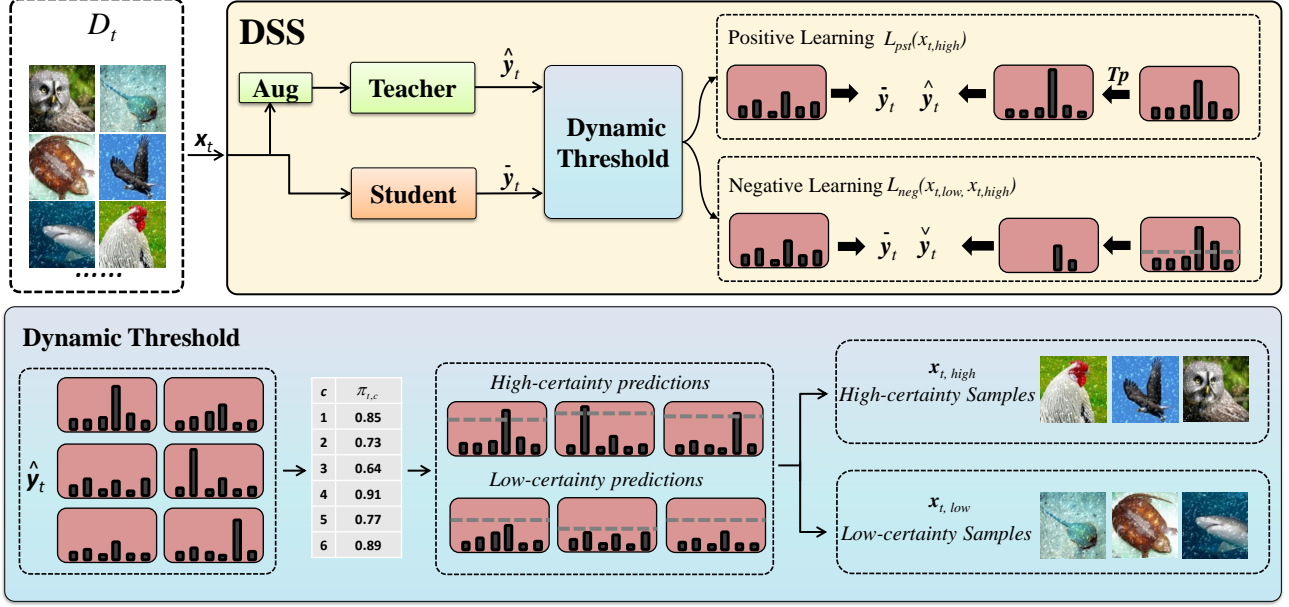 D_t
......
x_t
DSS
Aug
Teacher
ŷ_t
Student
ȳ_t
Dynamic
Threshold
Positive Learning L_pst(x_t,high)
ȳ_t ŷ_t
Tp
Negative Learning L_neg(x_t,low, x_t,high)
ȳ_t y̌_t
Dynamic Threshold
ŷ_t
c π_t,c
1 0.85
2 0.73
3 0.64
4 0.91
5 0.77
6 0.89
High-certainty predictions
Low-certainty predictions
x_t, high
High-certainty Samples
x_t, low
Low-certainty Samples